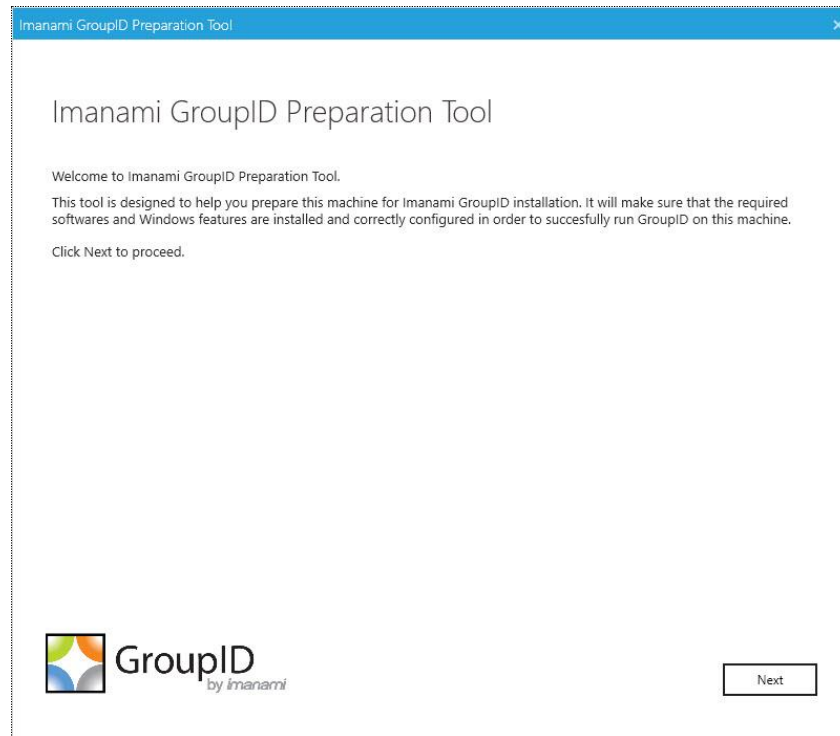 Imanami GroupID Preparation Tool
Imanami GroupID Preparation Tool
Welcome to Imanami GroupID Preparation Tool.
This tool is designed to help you prepare this machine for Imanami GroupID installation. It will make sure that the required
softwares and Windows features are installed and correctly configured in order to succesfully run GroupID on this machine.
Click Next to proceed.
GroupID
by imanami
Next